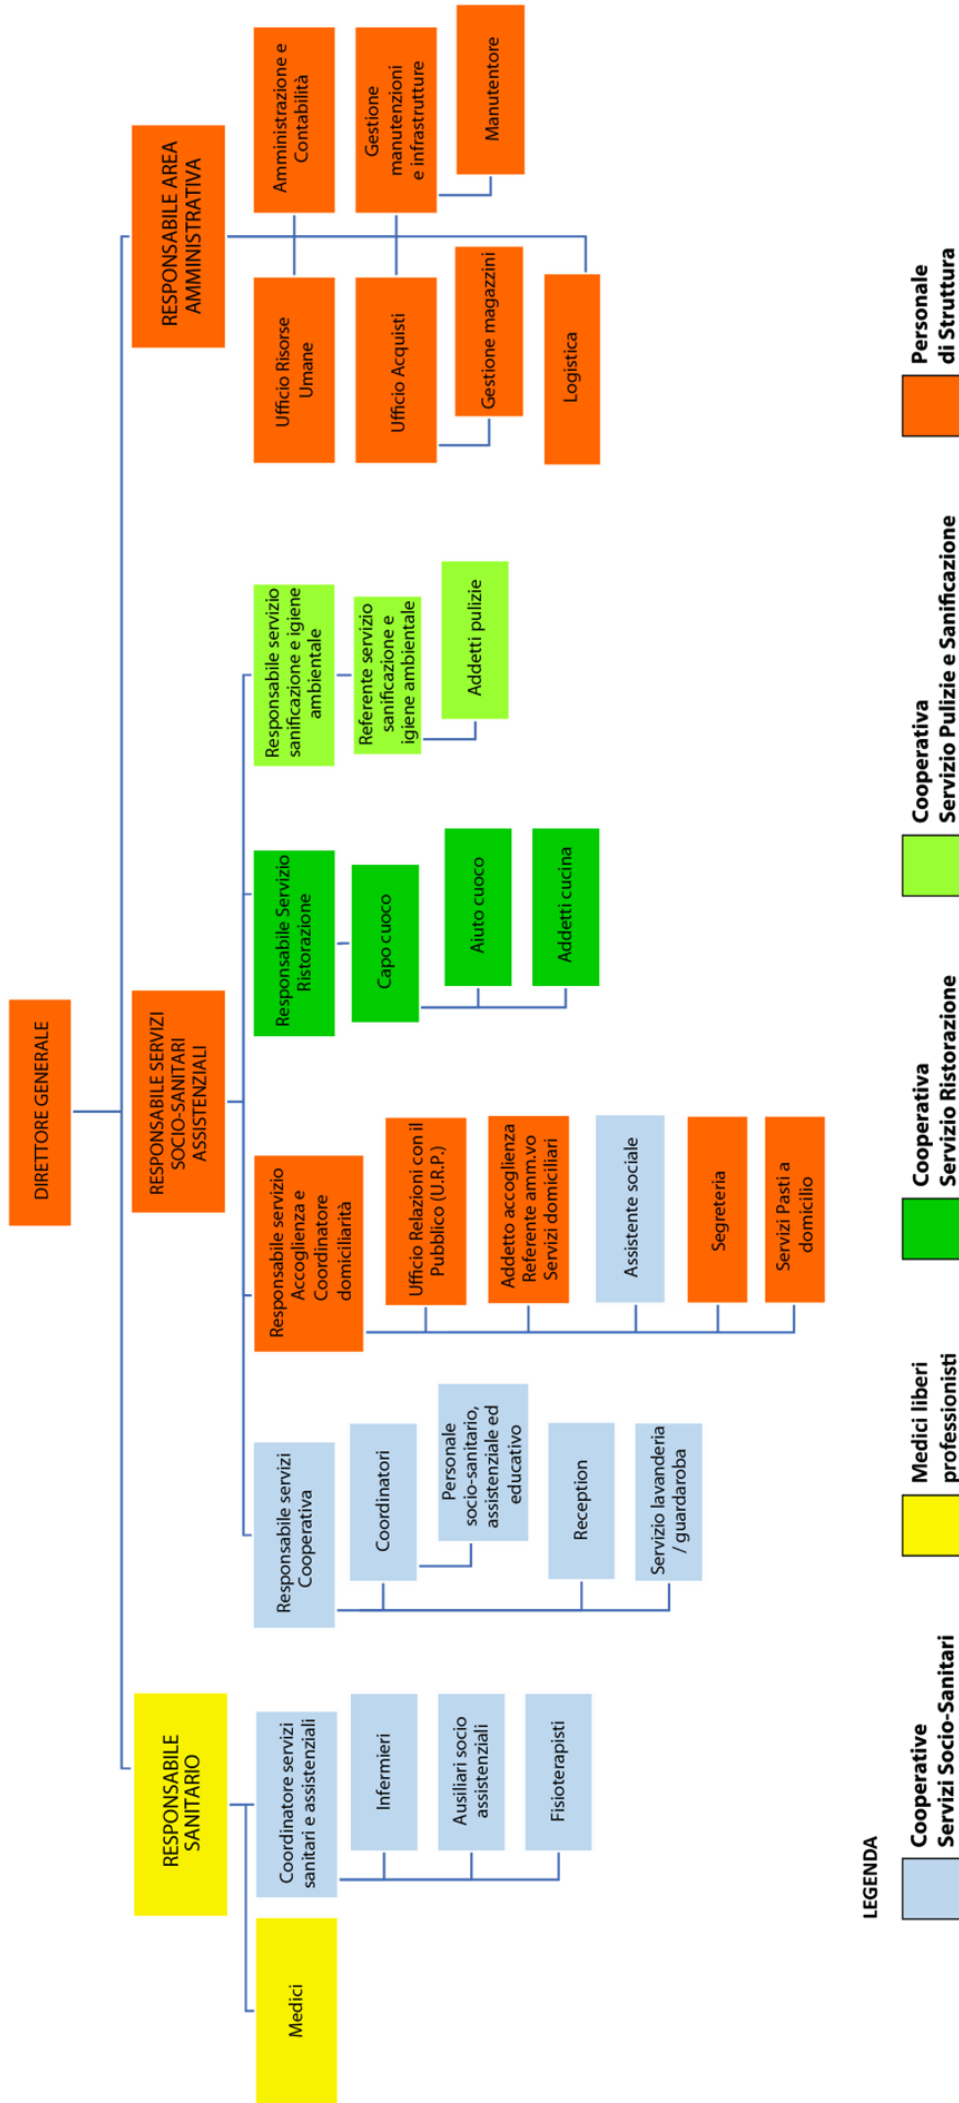 DIRETTORE GENERALE
RESPONSABILE
SANITARIO
RESPONSABILE SERVIZI
SOCIO-SANITARI
ASSISTENZIALI
RESPONSABILE AREA
AMMINISTRATIVA
Medici
Coordinatore servizi
sanitari e assistenziali
Infermieri
Ausiliari socio
assistenziali
Fisioterapisti
Responsabile servizi
Cooperativa
Coordinatori
Personale
socio-sanitario,
assistenziale ed
educativo
Reception
Servizio lavanderia
/ guardaroba
Responsabile servizio
Accoglienza e
Coordinatore
domiciliarità
Ufficio Relazioni con il
Pubblico (U.R.P.)
Addetto accoglienza
Referente amm.vo
Servizi domiciliari
Assistente sociale
Segreteria
Servizi Pasti a
domicilio
Responsabile Servizio
Ristorazione
Capo cuoco
Aiuto cuoco
Addetti cucina
Responsabile servizio
sanificazione e igiene
ambientale
Referente servizio
sanificazione e
igiene ambientale
Addetti pulizie
Ufficio Risorse
Umane
Amministrazione e
Contabilità
Ufficio Acquisti
Gestione
manutenzioni
e infrastrutture
Gestione magazzini
Manutentore
Logistica
LEGENDA
Cooperative
Servizi Socio-Sanitari
Medici liberi
professionisti
Cooperativa
Servizio Ristorazione
Cooperativa
Servizio Pulizie e Sanificazione
Personale
di Struttura